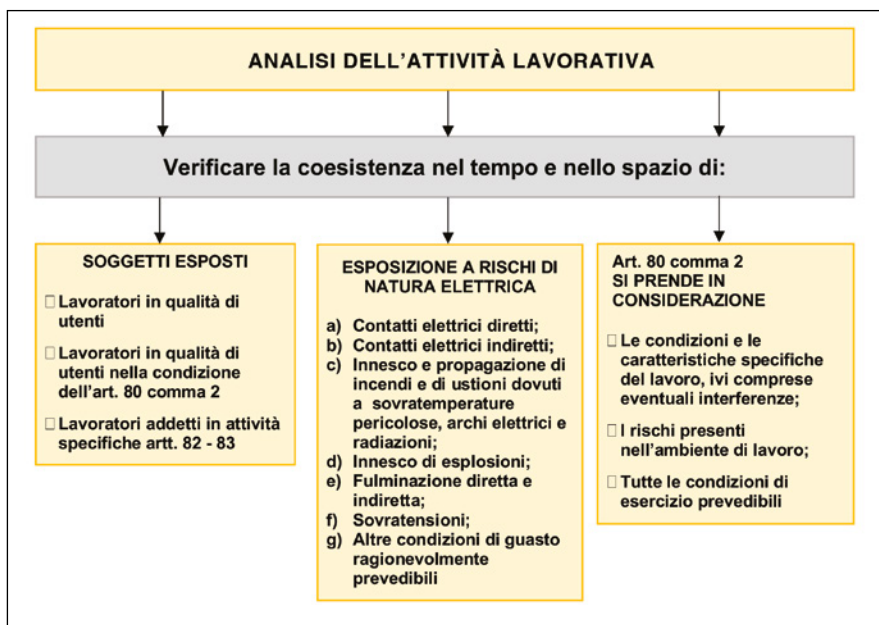 ANALISI DELL'ATTIVITÀ LAVORATIVA
Verificare la coesistenza nel tempo e nello spazio di:
SOGGETTI ESPOSTI
Lavoratori in qualità di
utenti
Lavoratori in qualità di
utenti nella condizione
dell'art. 80 comma 2
Lavoratori addetti in attività
specifiche artt. 82 - 83
ESPOSIZIONE A RISCHI DI
NATURA ELETTRICA
a) Contatti elettrici diretti;
b) Contatti elettrici indiretti;
c) Innesco e propagazione di
incendi e di ustioni dovuti
a sovratemperature
pericolose, archi elettrici e
radiazioni;
d) Innesco di esplosioni;
e) Fulminazione diretta e
indiretta;
f) Sovratensioni;
g) Altre condizioni di guasto
ragionevolmente
prevedibili
Art. 80 comma 2
SI PRENDE IN
CONSIDERAZIONE
Le condizioni e le
caratteristiche specifiche
del lavoro, ivi comprese
eventuali interferenze;
I rischi presenti
nell'ambiente di lavoro;
Tutte le condizioni di
esercizio prevedibili